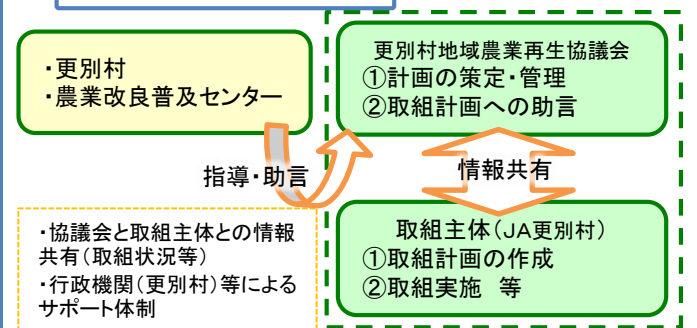 ・更別村
・農業改良普及センター
更別村地域農業再生協議会
①計画の策定・管理
②取組計画への助言
指導・助言
情報共有
・協議会と取組主体との情報
共有(取組状況等)
・行政機関(更別村)等による
サポート体制
取組主体(JA更別村)
①取組計画の作成
②取組実施 等